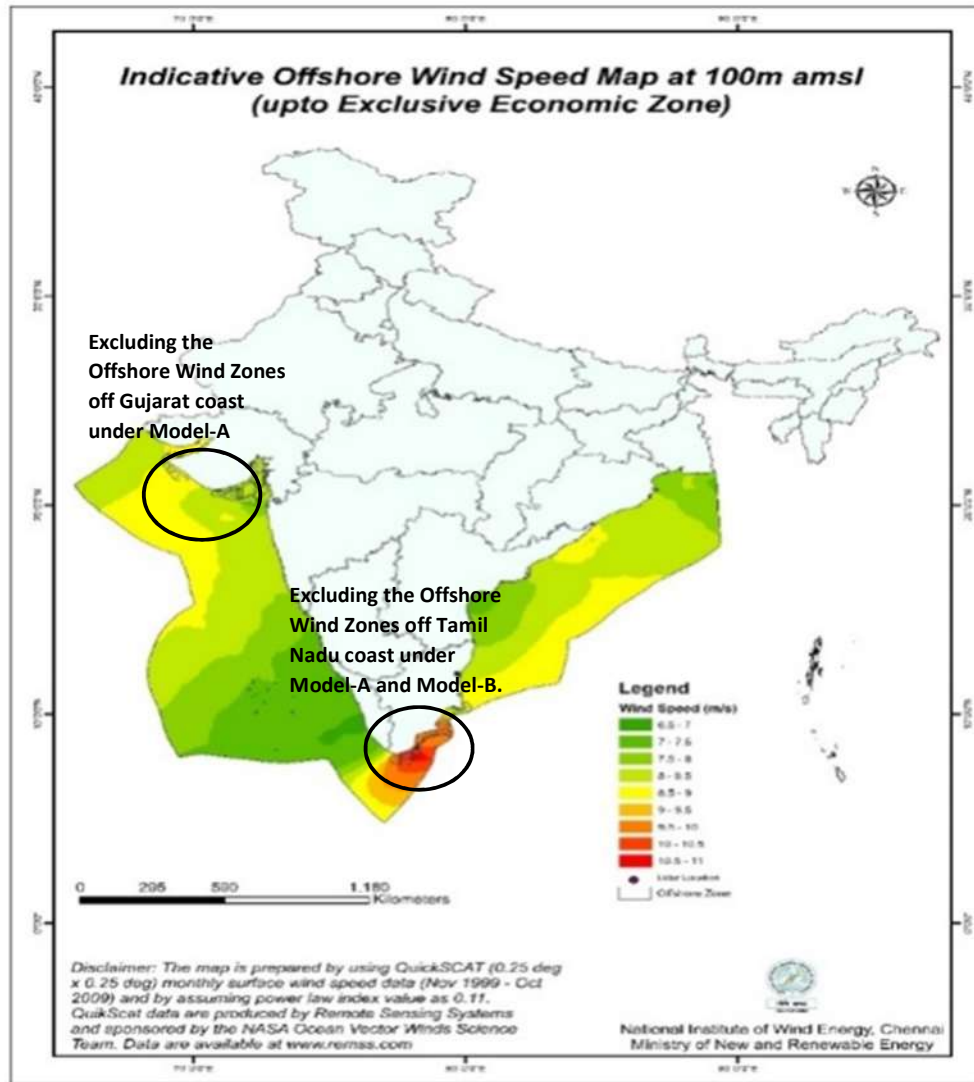 Indicative Offshore Wind Speed Map at 100m amsl
(upto Exclusive Economic Zone)
Excluding the
Offshore Wind Zones
off Gujarat coast
under Model-A
Excluding the Offshore
Wind Zones off Tamil
Nadu coast under
Model-A and Model-B.
Legend
Wind Speed (m/s)
6.5 - 7
7 - 7.5
7.5 - 8
8 - 8.5
8.5 - 9
9 - 9.5
9.5 - 10
10 - 10.5
10.5 - 11
Lidar Location
Offshore Zone
0 295 590 1,180
Kilometers
Disclaimer: The map is prepared by using QuickSCAT (0.25 deg
x 0.25 deg) monthly surface wind speed data (Nov 1999 - Oct
2009) and by assuming power law index value as 0.11.
QuikScat data are produced by Remote Sensing Systems
and sponsored by the NASA Ocean Vector Winds Science
Team. Data are available at www.remss.com
National Institute of Wind Energy, Chennai
Ministry of New and Renewable Energy